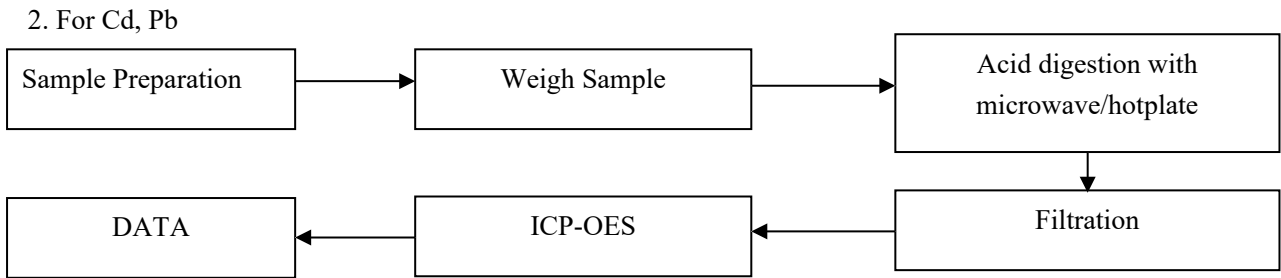 2. For Cd, Pb
Sample Preparation
Weigh Sample
Acid digestion with
microwave/hotplate
Filtration
ICP-OES
DATA